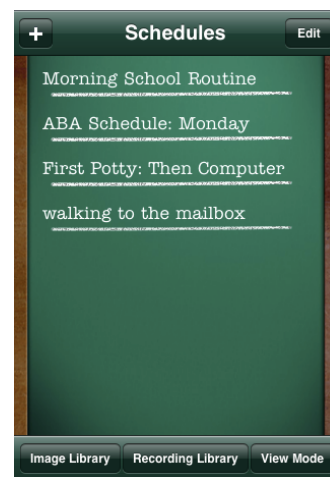 + Schedules Edit
Morning School Routine
ABA Schedule: Monday
First Potty: Then Computer
walking to the mailbox
Image Library Recording Library View Mode